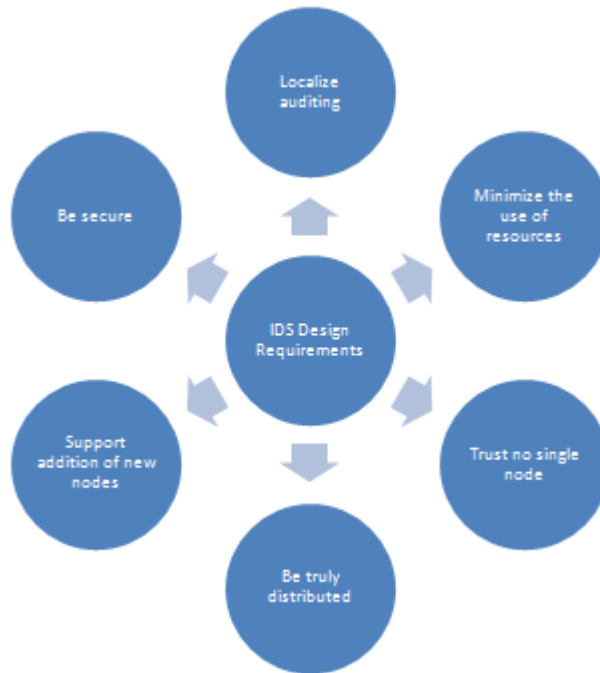 Localize
auditing
Be secure
Minimize the
use of
resources
IDS Design
Requirements
Support
addition of new
nodes
Trust no single
node
Be truly
distributed